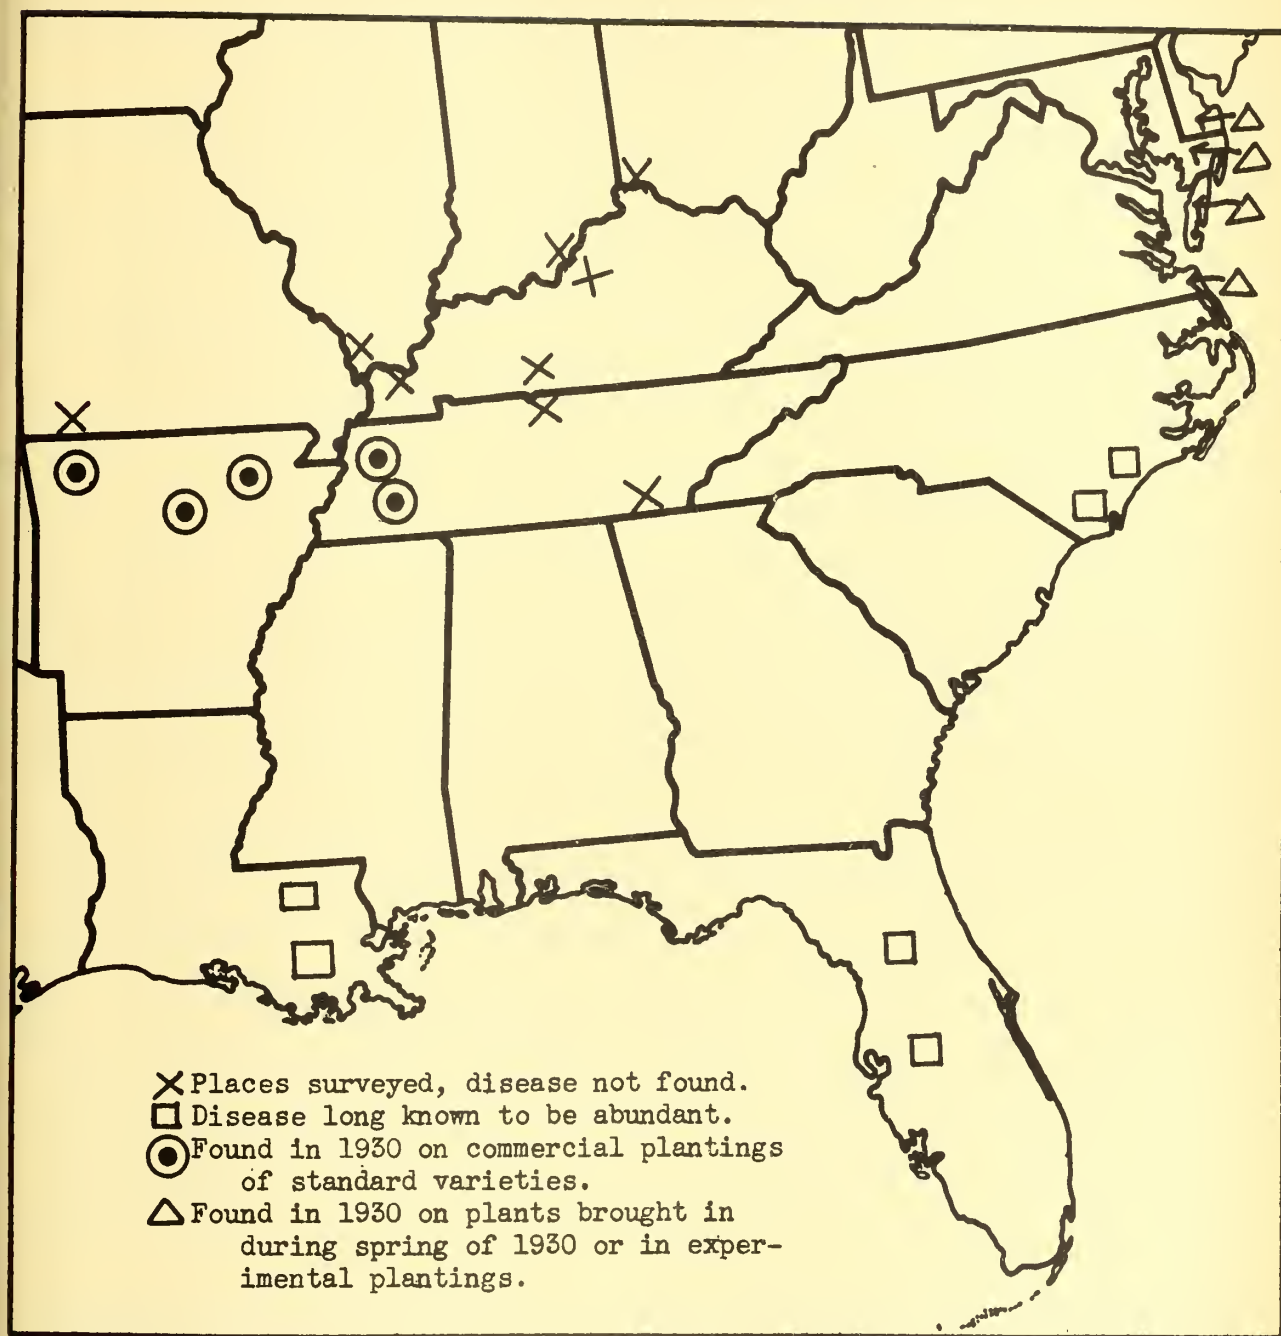 Places surveyed, disease not found.
Disease long known to be abundant.
Found in 1930 on commercial plantings
of standard varieties.
Found in 1930 on plants brought in
during spring of 1930 or in exper-
imental plantings.